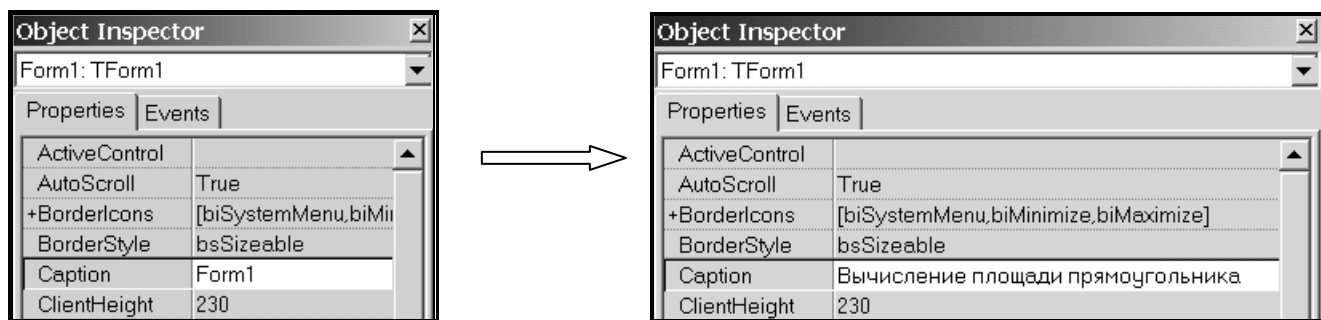 Object Inspector
Form1: TForm1
Properties Events
ActiveControl
AutoScroll True
+BorderIcons [biSystemMenu,biMi
BorderStyle bsSizeable
Caption Form1
ClientHeight 230
Object Inspector
Form1: TForm1
Properties Events
ActiveControl
AutoScroll True
+BorderIcons [biSystemMenu,biMinimize,biMaximize]
BorderStyle bsSizeable
Caption Вычисление площади прямоугольника
ClientHeight 230